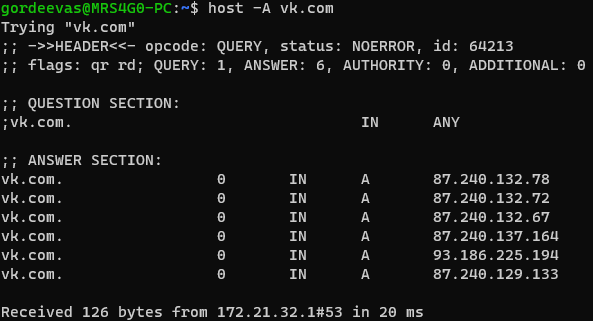 gordeevas@MRS4G0-PC:~$ host -A vk.com
Trying "vk.com"
;; ->>HEADER<<- opcode: QUERY, status: NOERROR, id: 64213
;; flags: qr rd; QUERY: 1, ANSWER: 6, AUTHORITY: 0, ADDITIONAL: 0

;; QUESTION SECTION:
;vk.com. IN ANY

;; ANSWER SECTION:
vk.com. 0 IN A 87.240.132.78
vk.com. 0 IN A 87.240.132.72
vk.com. 0 IN A 87.240.132.67
vk.com. 0 IN A 87.240.137.164
vk.com. 0 IN A 93.186.225.194
vk.com. 0 IN A 87.240.129.133

Received 126 bytes from 172.21.32.1#53 in 20 ms